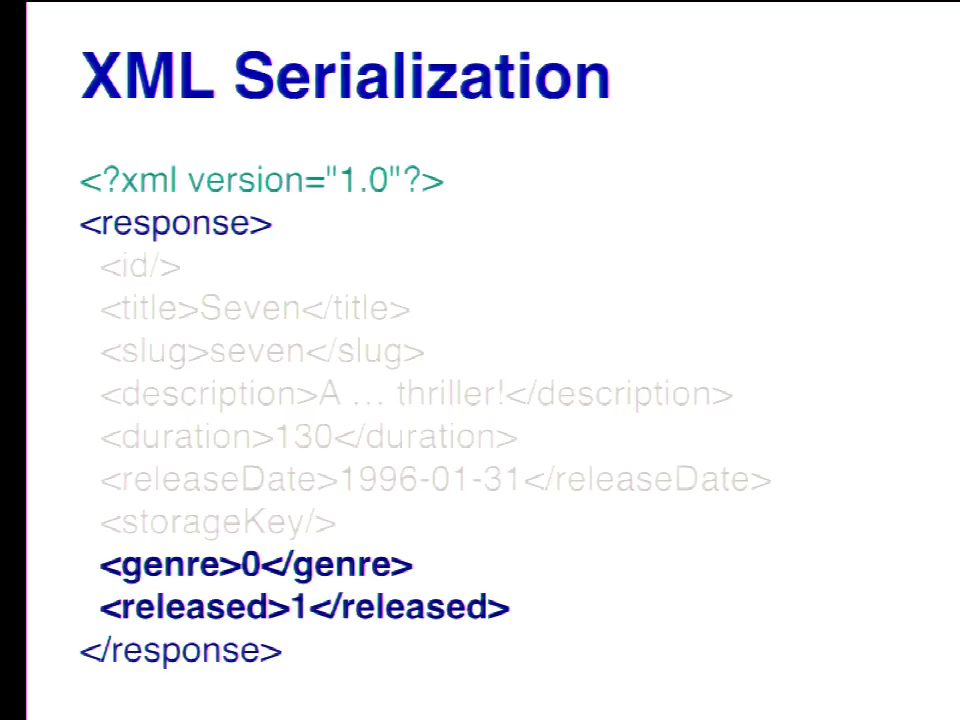 XML Serialization
<?xml version="1.0"?>
<response>
<id/>
<title>Seven</title>
<slug>seven</slug>
<description>A … thriller!</description>
<duration>130</duration>
<releaseDate>1996-01-31</releaseDate>
<storageKey/>
<genre>0</genre>
<released>1</released>
</response>